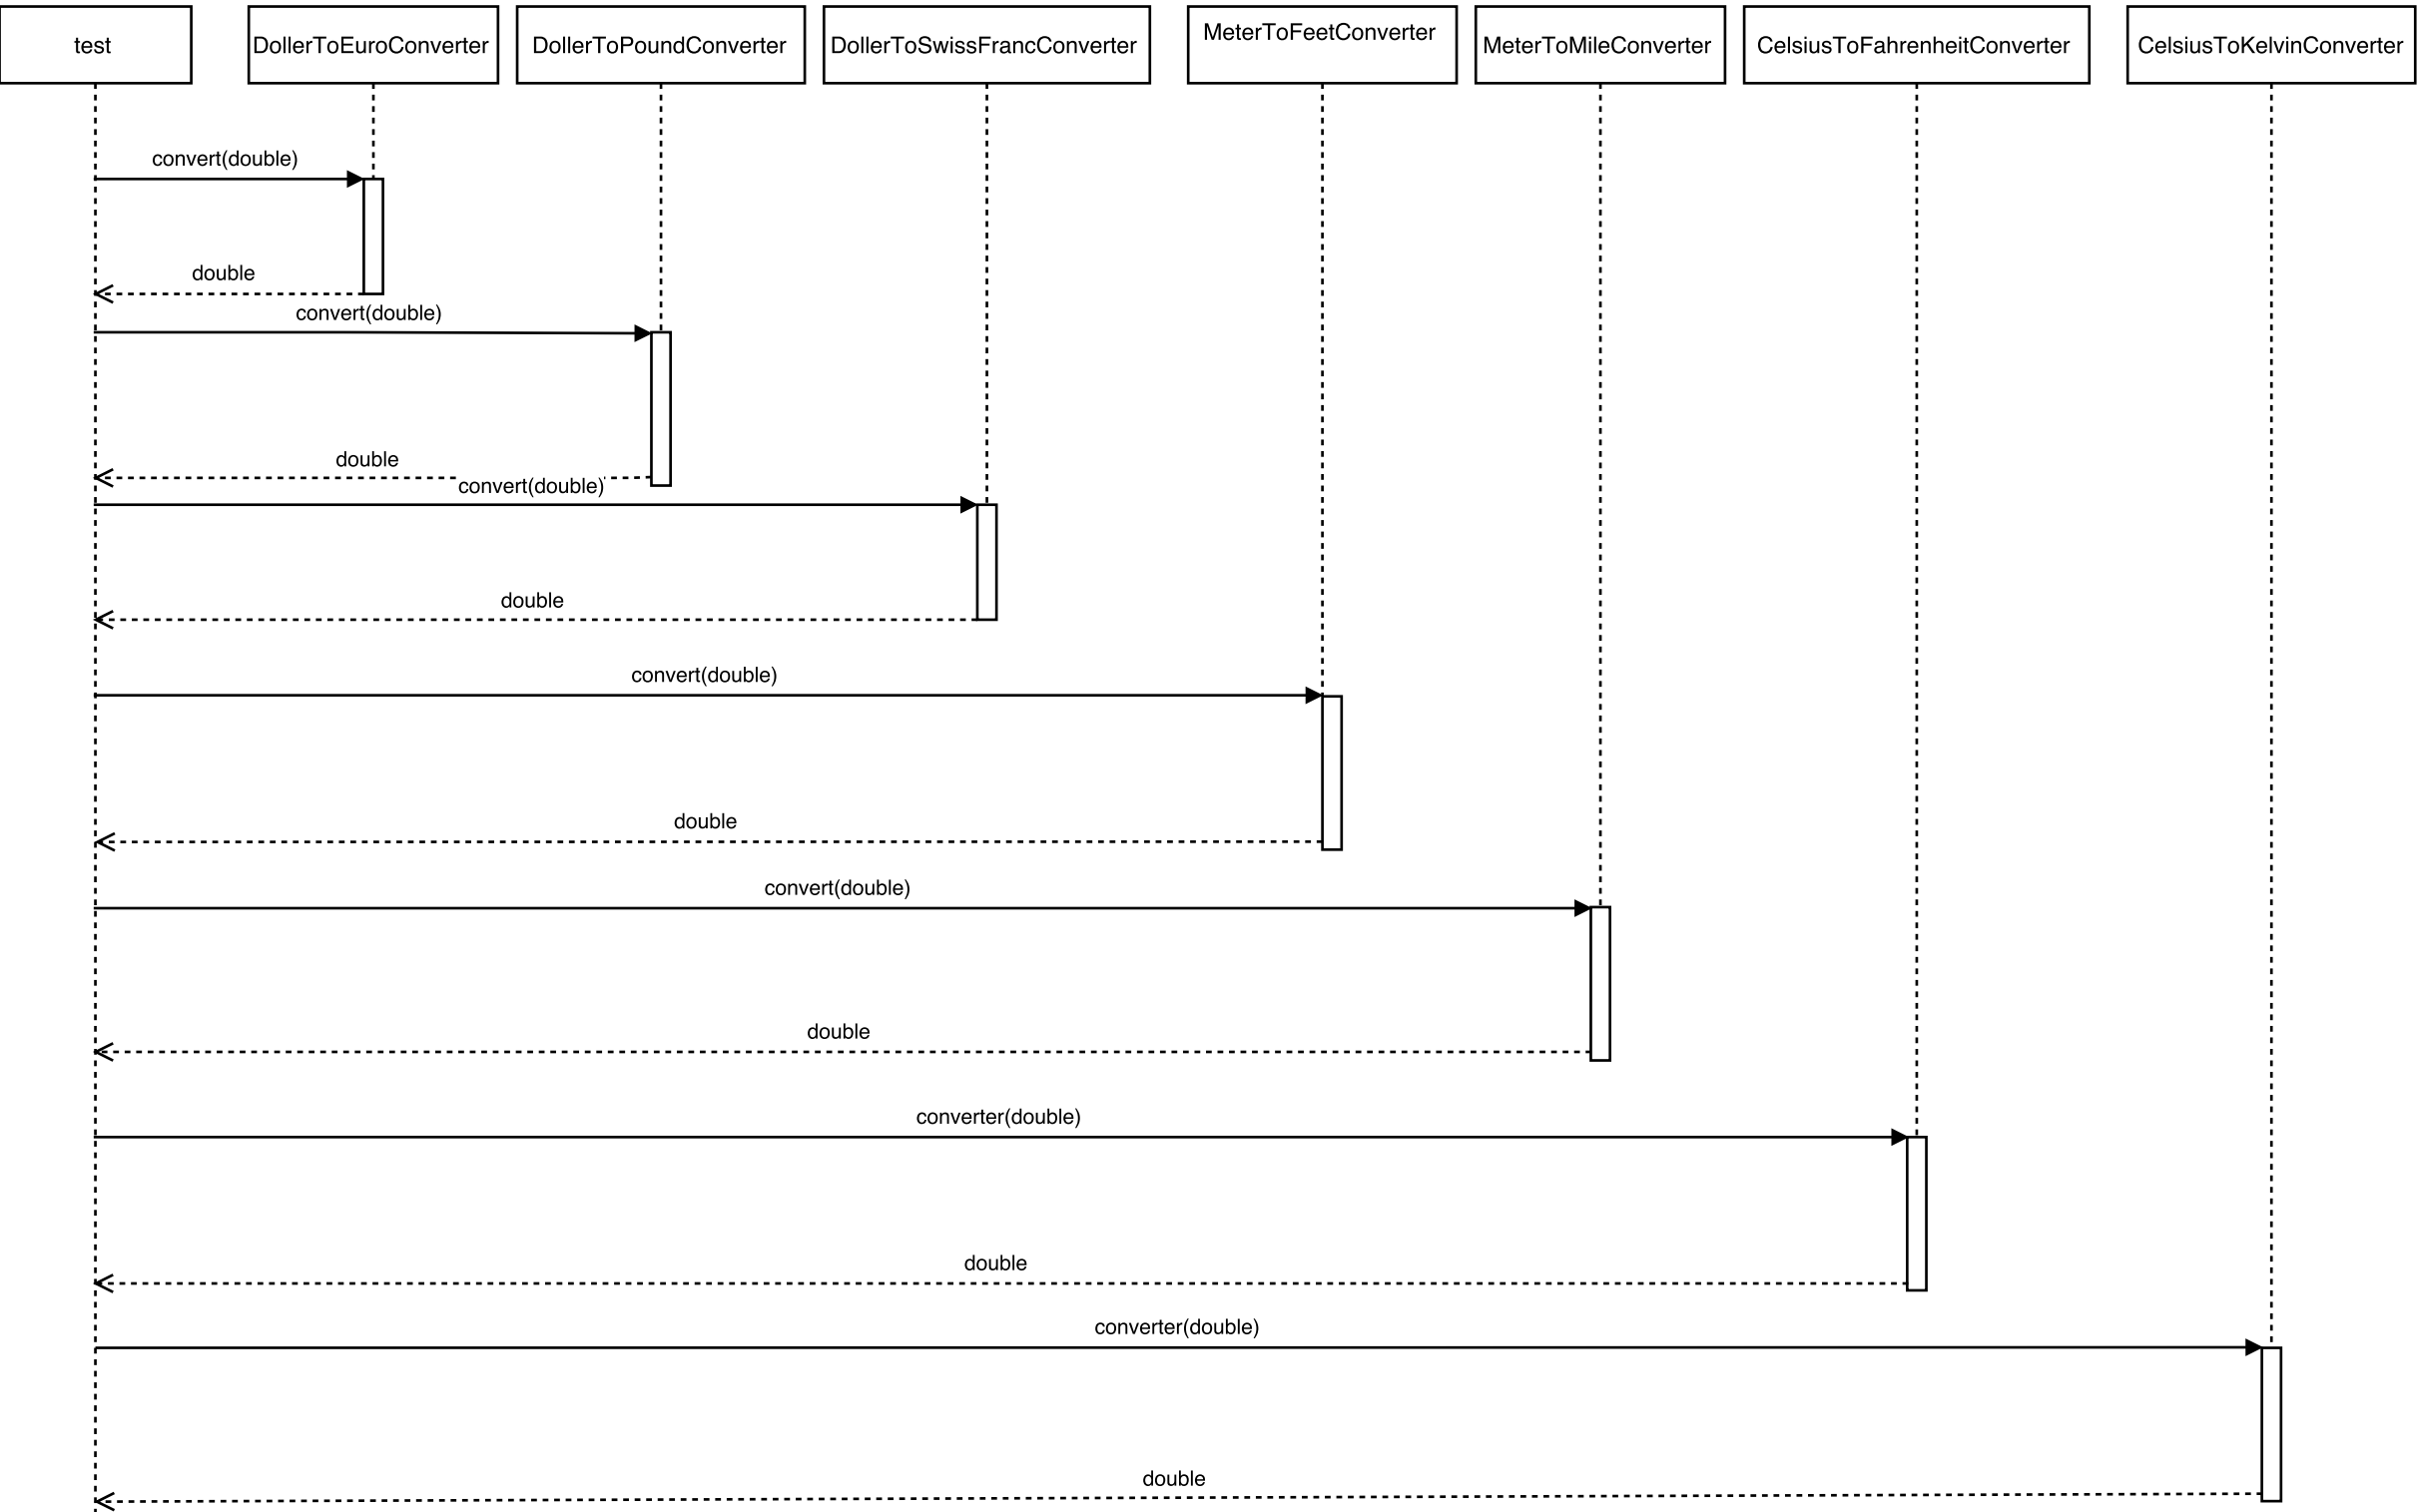 test
DollerToEuroConverter
DollerToPoundConverter
DollerToSwissFrancConverter
MeterToFeetConverter
MeterToMileConverter
CelsiusToFahrenheitConverter
CelsiusToKelvinConverter
convert(double)
double
convert(double)
double
convert(double)
double
convert(double)
double
convert(double)
double
converter(double)
double
converter(double)
double